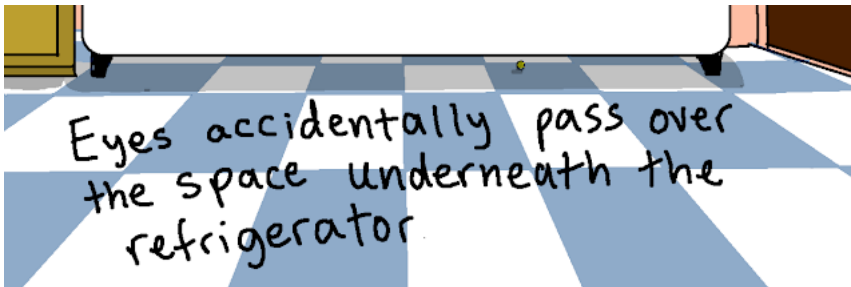 Eyes accidentally pass over
the space underneath the
refrigerator